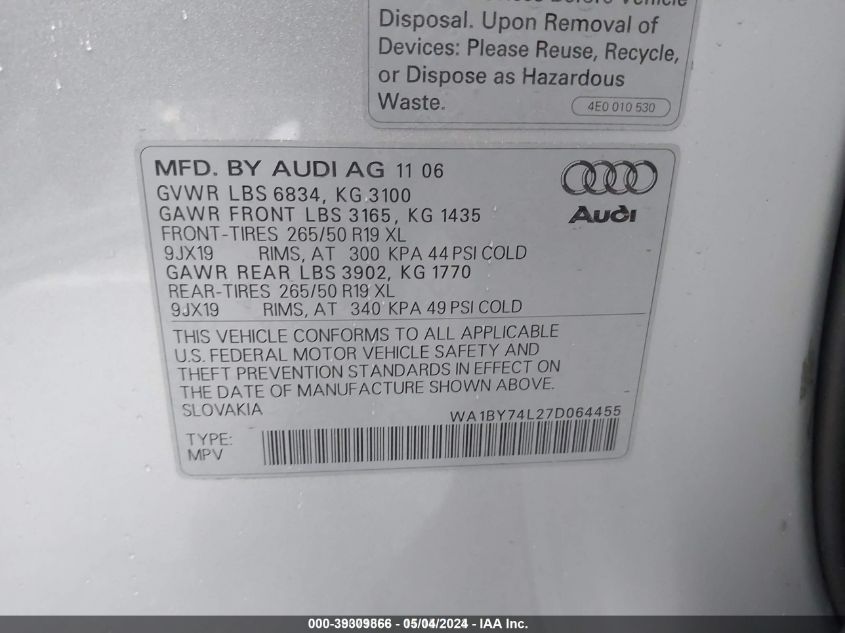 Disposal. Upon Removal of
Devices: Please Reuse, Recycle,
or Dispose as Hazardous
Waste.
4E0 010 530
MFD. BY AUDI AG 11 06
GVWR LBS 6834, KG 3100
GAWR FRONT LBS 3165, KG 1435
FRONT-TIRES 265/50 R19 XL
9JX19 RIMS, AT 300 KPA 44 PSI COLD
GAWR REAR LBS 3902, KG 1770
REAR-TIRES 265/50 R19 XL
9JX19 RIMS, AT 340 KPA 49 PSI COLD
Audi
THIS VEHICLE CONFORMS TO ALL APPLICABLE
U.S. FEDERAL MOTOR VEHICLE SAFETY AND
THEFT PREVENTION STANDARDS IN EFFECT ON
THE DATE OF MANUFACTURE SHOWN ABOVE.
SLOVAKIA
WA1BY74L27D064455
TYPE:
MPV
000-39309866 - 05/04/2024 - IAA Inc.